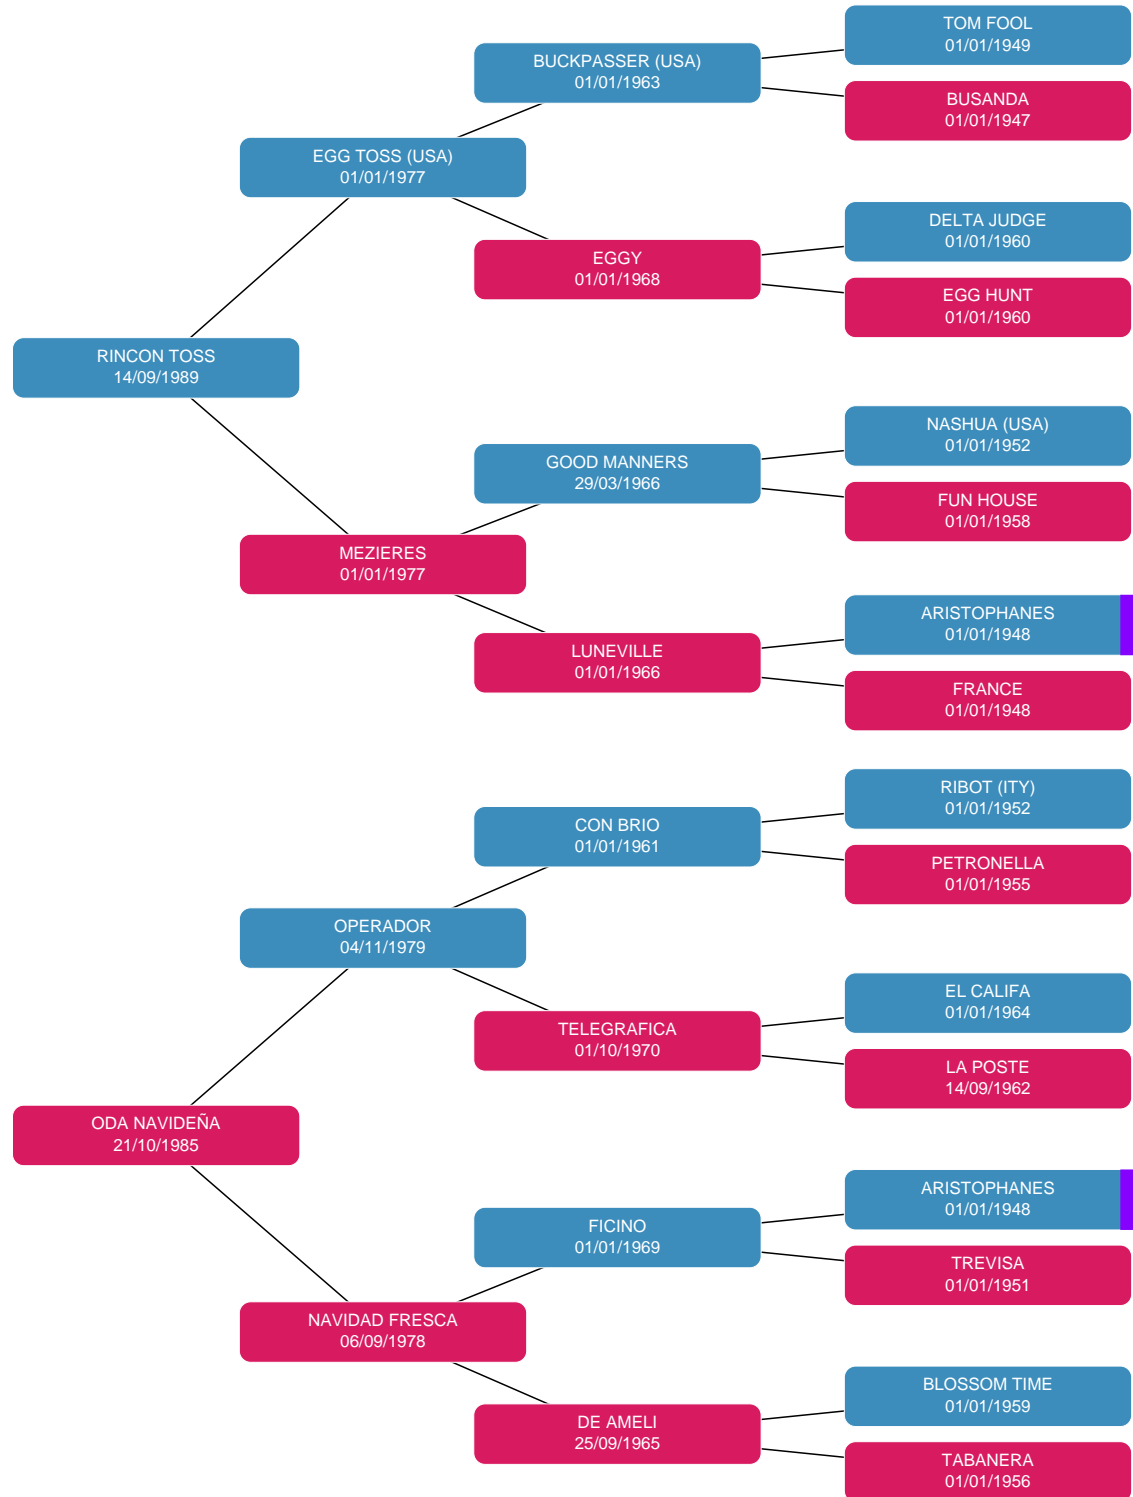 TOM FOOL
01/01/1949
BUCKPASSER (USA)
01/01/1963
BUSANDA
01/01/1947
EGG TOSS (USA)
01/01/1977
DELTA JUDGE
01/01/1960
EGGY
01/01/1968
EGG HUNT
01/01/1960
RINCON TOSS
14/09/1989
NASHUA (USA)
01/01/1952
GOOD MANNERS
29/03/1966
FUN HOUSE
01/01/1958
MEZIERES
01/01/1977
ARISTOPHANES
01/01/1948
LUNEVILLE
01/01/1966
FRANCE
01/01/1948
RIBOT (ITY)
01/01/1952
CON BRIO
01/01/1961
PETRONELLA
01/01/1955
OPERADOR
04/11/1979
EL CALIFA
01/01/1964
TELEGRAFICA
01/10/1970
LA POSTE
14/09/1962
ODA NAVIDEÑA
21/10/1985
ARISTOPHANES
01/01/1948
FICINO
01/01/1969
TREVISA
01/01/1951
NAVIDAD FRESCA
06/09/1978
BLOSSOM TIME
01/01/1959
DE AMELI
25/09/1965
TABANERA
01/01/1956